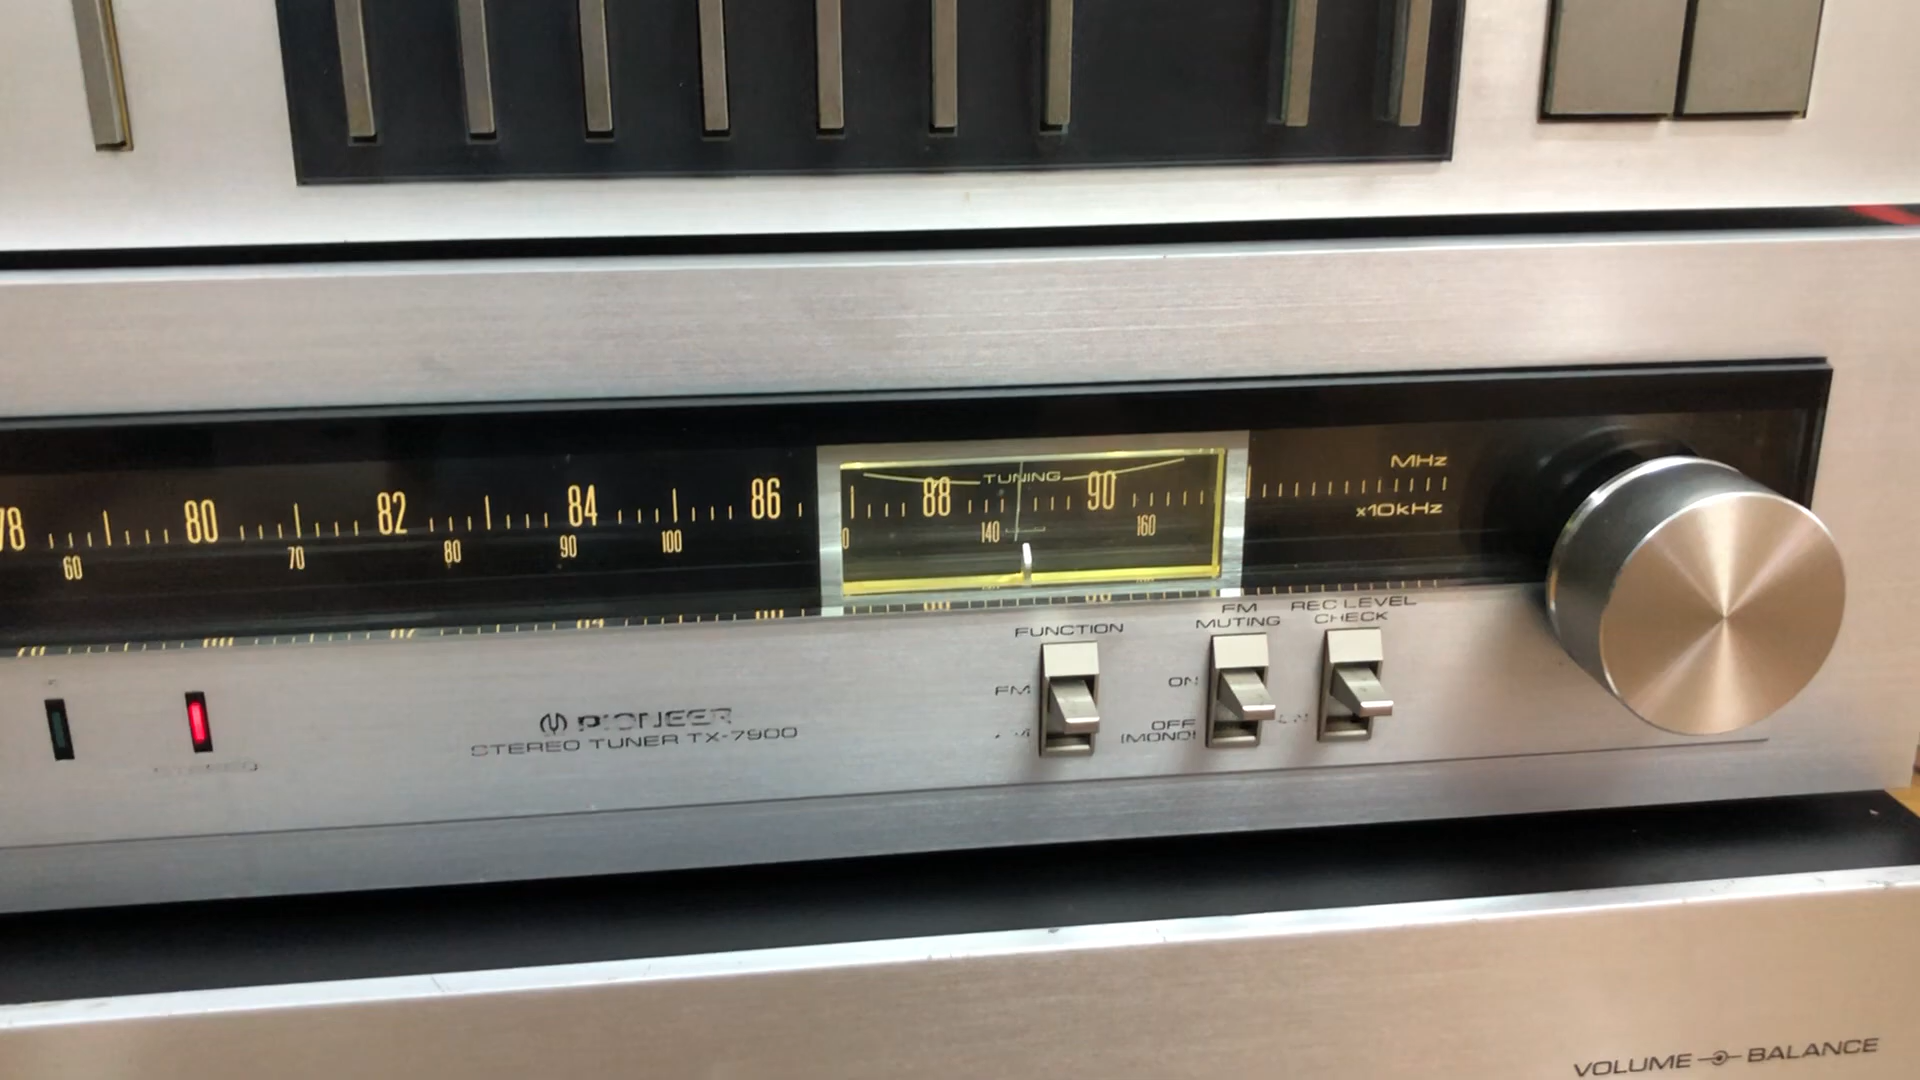 TUNING
78 80 82 84 86 88 90 MHz
60 70 80 90 100 140 160 x10kHz
FUNCTION
FM MUTING
REC LEVEL CHECK
FM
ON
OFF (MONO)
PIONEER
STEREO TUNER TX-7900
STEREO
VOLUME BALANCE